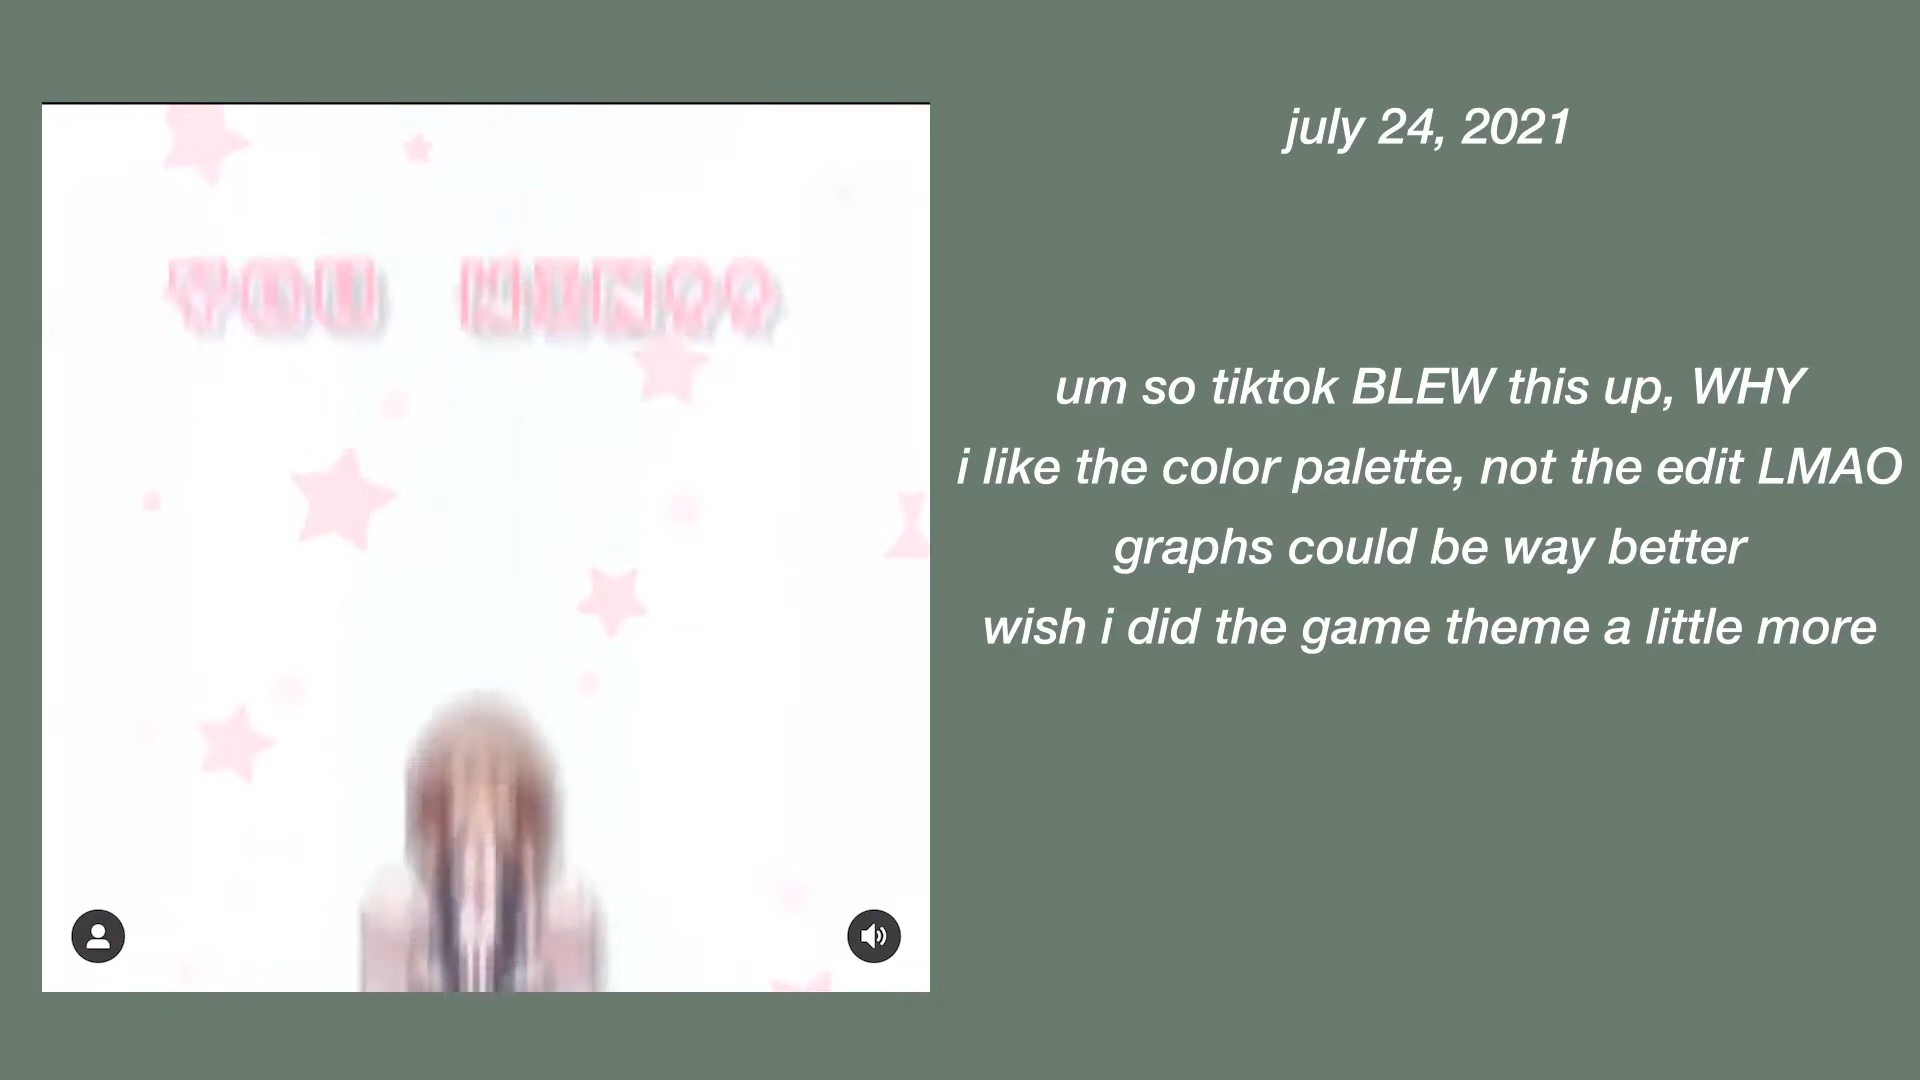 july 24, 2021
um so tiktok BLEW this up, WHY
i like the color palette, not the edit LMAO
graphs could be way better
wish i did the game theme a little more